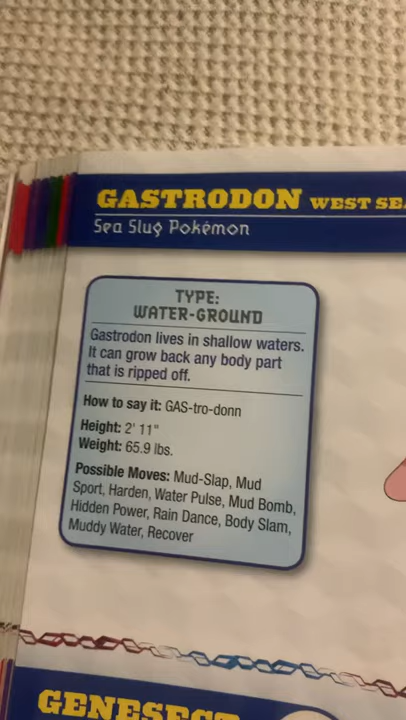 GASTRODON WEST
Sea Slug Pokémon
TYPE:
WATER-GROUND
Gastrodon lives in shallow waters.
It can grow back any body part
that is ripped off.
How to say it: GAS-tro-donn
Height: 2' 11"
Weight: 65.9 lbs.
Possible Moves: Mud-Slap, Mud
Sport, Harden, Water Pulse, Mud Bomb,
Hidden Power, Rain Dance, Body Slam,
Muddy Water, Recover
GENESECT